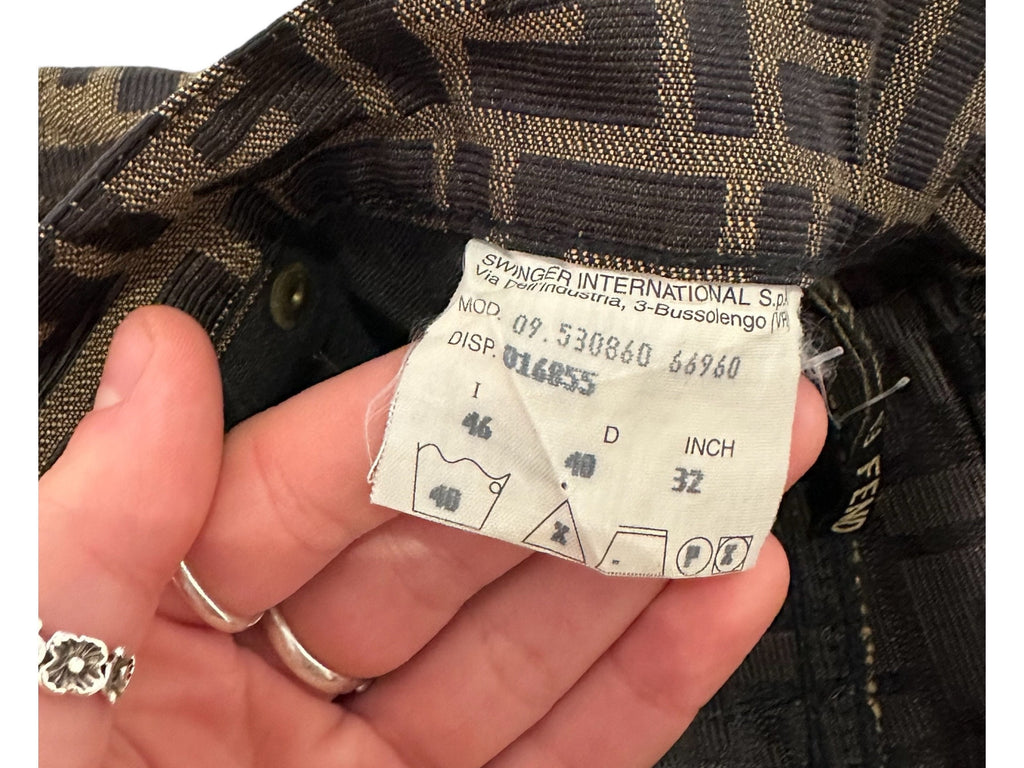 SWINGER INTERNATIONAL S.p.A
Via Dell'Industria, 3-Bussolengo (VR)
MOD. 09.530860 66960
DISP. 016855
I D INCH
46 40 32
40 X P X
FEND